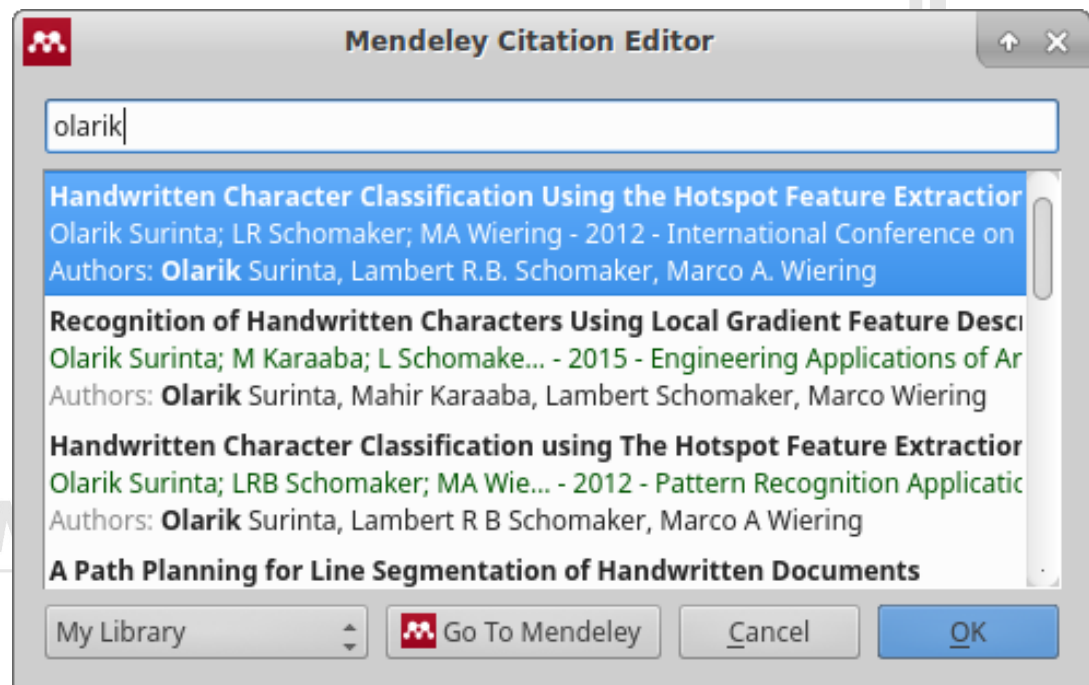 Mendeley Citation Editor
olarik
Handwritten Character Classification Using the Hotspot Feature Extraction
Olarik Surinta; LR Schomaker; MA Wiering - 2012 - International Conference on
Authors: Olarik Surinta, Lambert R.B. Schomaker, Marco A. Wiering
Recognition of Handwritten Characters Using Local Gradient Feature Descr
Olarik Surinta; M Karaaba; L Schomake... - 2015 - Engineering Applications of Ar
Authors: Olarik Surinta, Mahir Karaaba, Lambert Schomaker, Marco Wiering
Handwritten Character Classification using The Hotspot Feature Extraction
Olarik Surinta; LRB Schomaker; MA Wie... - 2012 - Pattern Recognition Applicatic
Authors: Olarik Surinta, Lambert R B Schomaker, Marco A Wiering
A Path Planning for Line Segmentation of Handwritten Documents
My Library Go To Mendeley Cancel OK